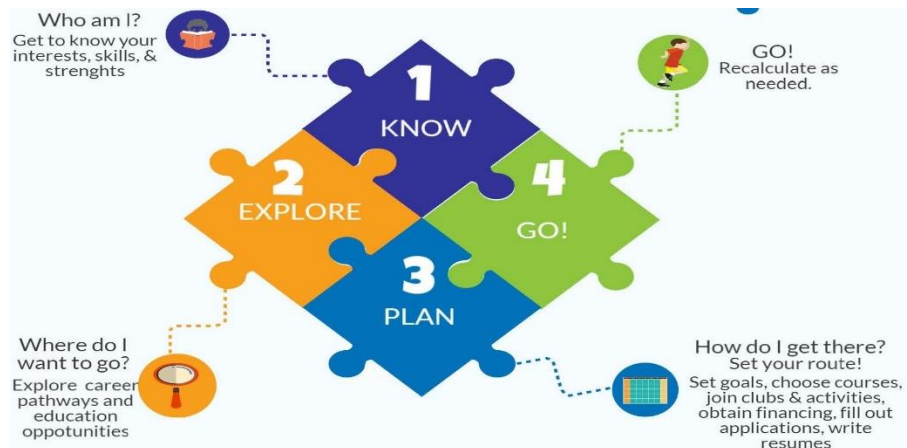 Who am I?
Get to know your
interests, skills, &
strenghts
1
KNOW
GO!
Recalculate as
needed.
2
EXPLORE
4
GO!
3
PLAN
Where do I
want to go?
Explore career
pathways and
education
oppotunities
How do I get there?
Set your route!
Set goals, choose courses,
join clubs & activities,
obtain financing, fill out
applications, write
resumes